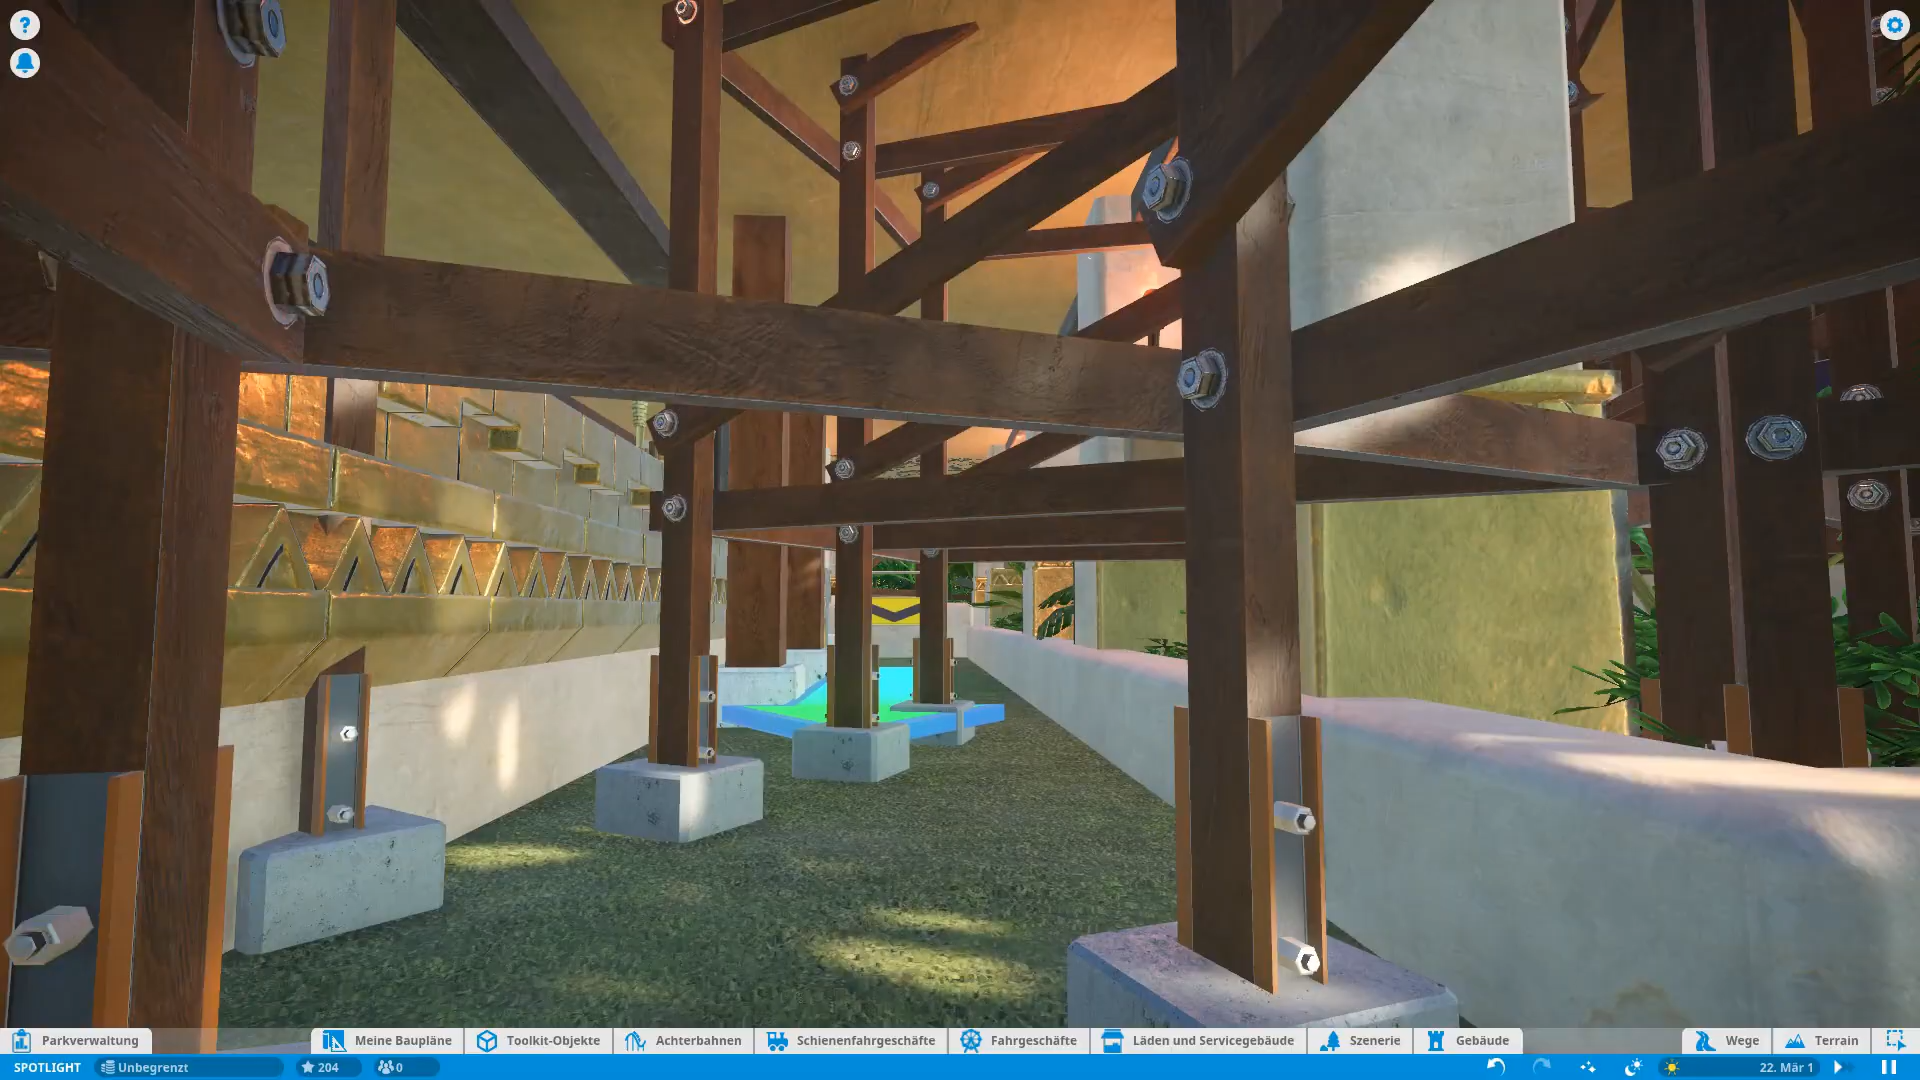 ?
Parkverwaltung
Meine Baupläne
Toolkit-Objekte
Achterbahnen
Schienenfahrgeschäfte
Fahrgeschäfte
Läden und Servicegebäude
Szenerie
Gebäude
Wege
Terrain
SPOTLIGHT
Unbegrenzt
204
0
22. Mär 1